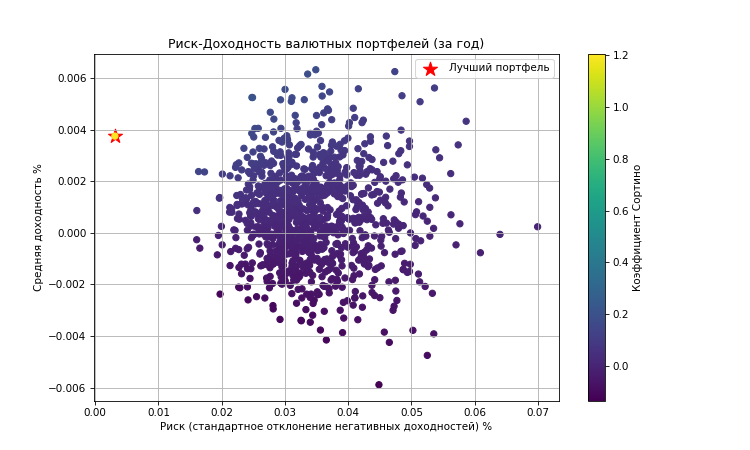 Риск-Доходность валютных портфелей (за год)
Лучший портфель
Средняя доходность %
0.006
0.004
0.002
0.000
−0.002
−0.004
−0.006
0.00 0.01 0.02 0.03 0.04 0.05 0.06 0.07
Риск (стандартное отклонение негативных доходностей) %
1.2
1.0
0.8
0.6
0.4
0.2
0.0
Коэффициент Сортино